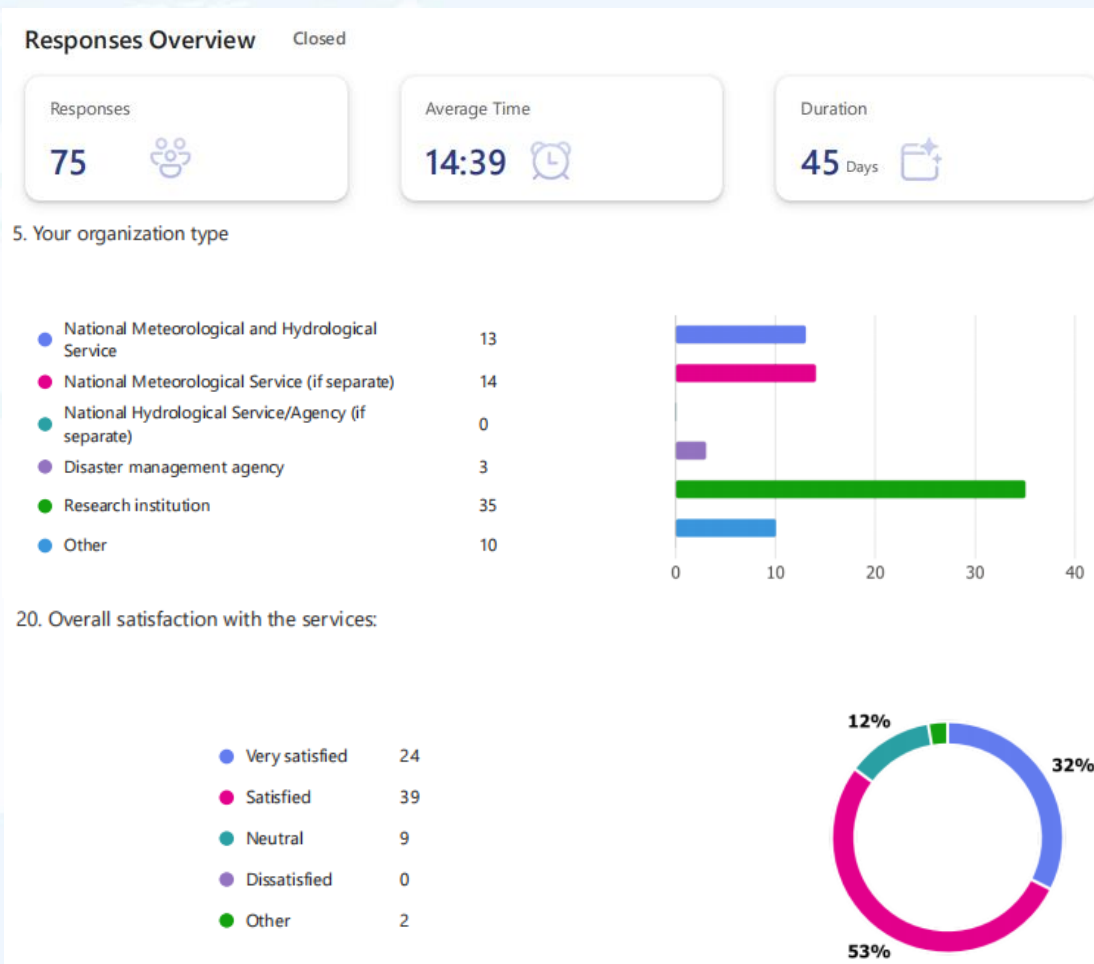 Responses Overview Closed
Responses Average Time Duration
75 14:39 45 Days
5. Your organization type
National Meteorological and Hydrological
Service 13
National Meteorological Service (if separate) 14
National Hydrological Service/Agency (if
separate) 0
Disaster management agency 3
Research institution 35
Other 10
0 10 20 30 40
20. Overall satisfaction with the services:
12%
32%
Very satisfied 24
Satisfied 39
Neutral 9
Dissatisfied 0
Other 2
53%